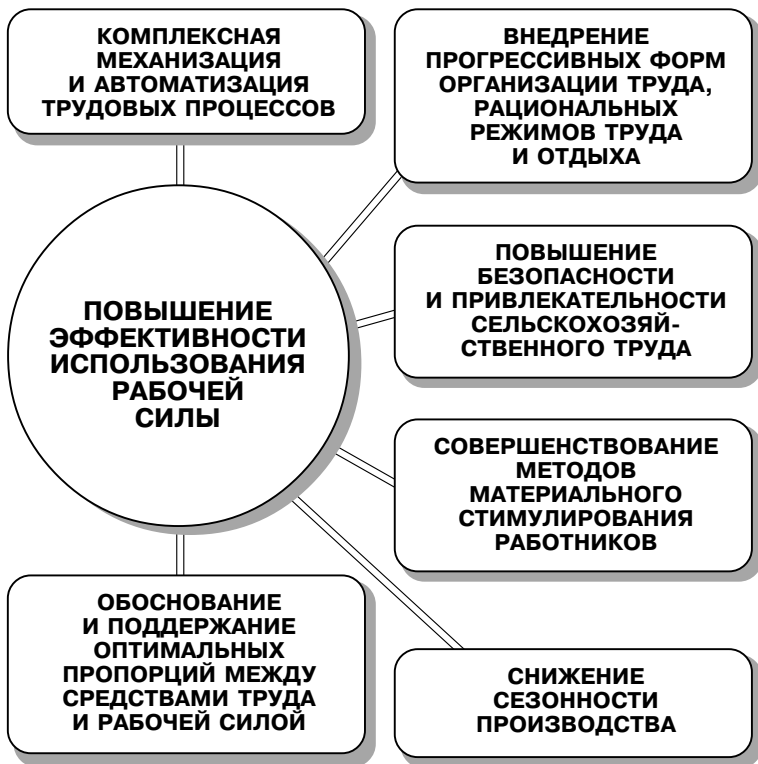 КОМПЛЕКСНАЯ
МЕХАНИЗАЦИЯ
И АВТОМАТИЗАЦИЯ
ТРУДОВЫХ ПРОЦЕССОВ
ВНЕДРЕНИЕ
ПРОГРЕССИВНЫХ ФОРМ
ОРГАНИЗАЦИИ ТРУДА,
РАЦИОНАЛЬНЫХ
РЕЖИМОВ ТРУДА
И ОТДЫХА
ПОВЫШЕНИЕ
ЭФФЕКТИВНОСТИ
ИСПОЛЬЗОВАНИЯ
РАБОЧЕЙ
СИЛЫ
ПОВЫШЕНИЕ
БЕЗОПАСНОСТИ
И ПРИВЛЕКАТЕЛЬНОСТИ
СЕЛЬСКОХОЗЯЙ-
СТВЕННОГО ТРУДА
СОВЕРШЕНСТВОВАНИЕ
МЕТОДОВ
МАТЕРИАЛЬНОГО
СТИМУЛИРОВАНИЯ
РАБОТНИКОВ
ОБОСНОВАНИЕ
И ПОДДЕРЖАНИЕ
ОПТИМАЛЬНЫХ
ПРОПОРЦИЙ МЕЖДУ
СРЕДСТВАМИ ТРУДА
И РАБОЧЕЙ СИЛОЙ
СНИЖЕНИЕ
СЕЗОННОСТИ
ПРОИЗВОДСТВА